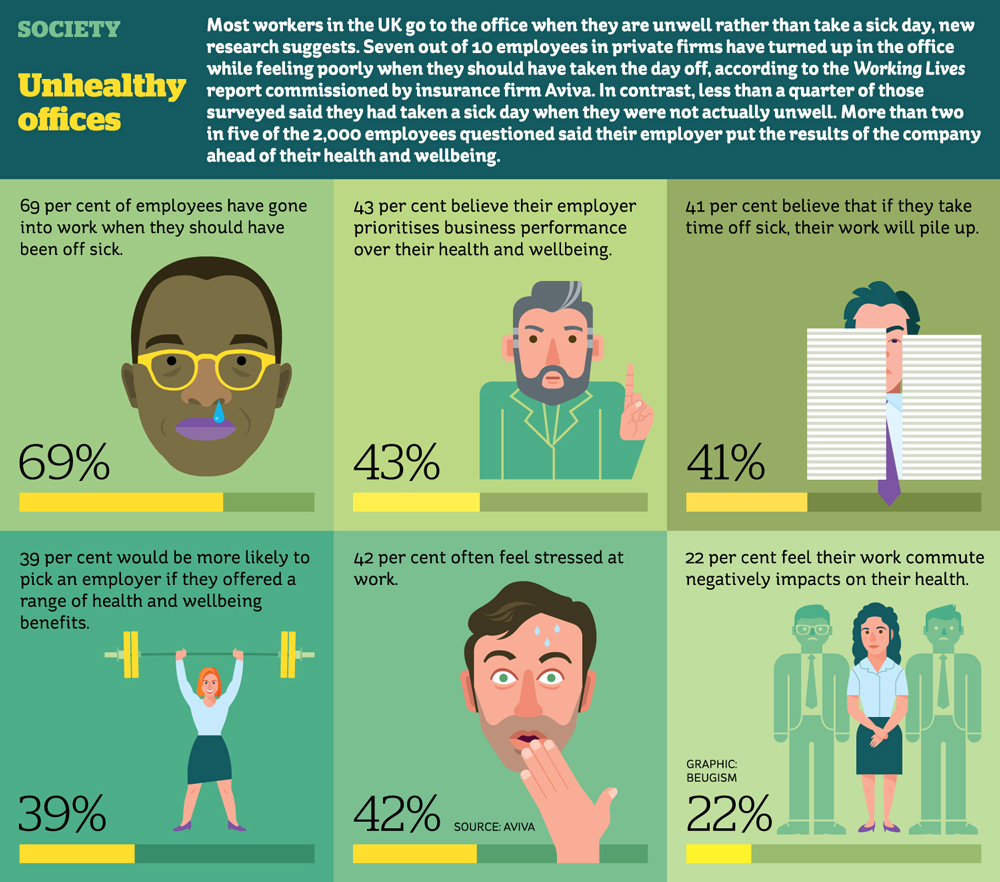 SOCIETY
Unhealthy
offices
Most workers in the UK go to the office when they are unwell rather than take a sick day, new
research suggests. Seven out of 10 employees in private firms have turned up in the office
while feeling poorly when they should have taken the day off, according to the Working Lives
report commissioned by insurance firm Aviva. In contrast, less than a quarter of those
surveyed said they had taken a sick day when they were not actually unwell. More than two
in five of the 2,000 employees questioned said their employer put the results of the company
ahead of their health and wellbeing.
69 per cent of employees have gone
into work when they should have
been off sick.
69%
43 per cent believe their employer
prioritises business performance
over their health and wellbeing.
43%
41 per cent believe that if they take
time off sick, their work will pile up.
41%
39 per cent would be more likely to
pick an employer if they offered a
range of health and wellbeing
benefits.
39%
42 per cent often feel stressed at
work.
42%
SOURCE: AVIVA
22 per cent feel their work commute
negatively impacts on their health.
GRAPHIC:
BEUGISM
22%